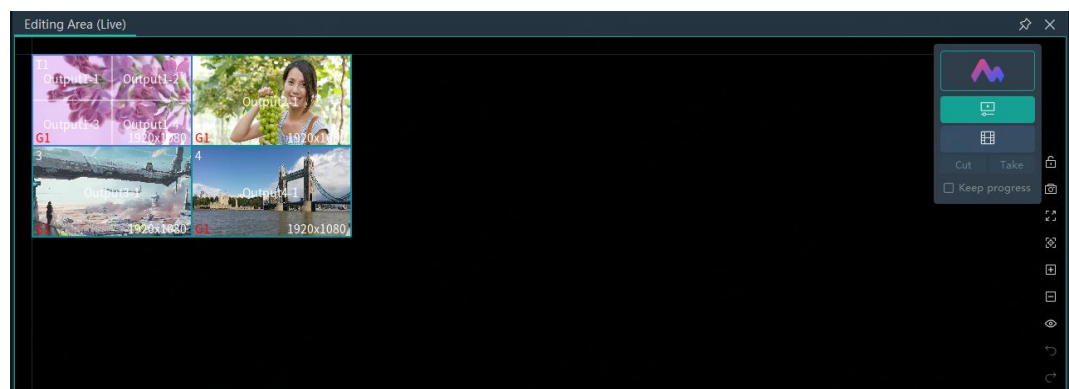 Editing Area (Live)
T1
Output1-1
Output1-2
Output1-3
Output1-4
G1
1920x1080
2
Output2-1
G1
1920x1080
3
Output3-1
G1
1920x1080
4
Output4-1
G1
1920x1080
Cut
Take
Keep progress